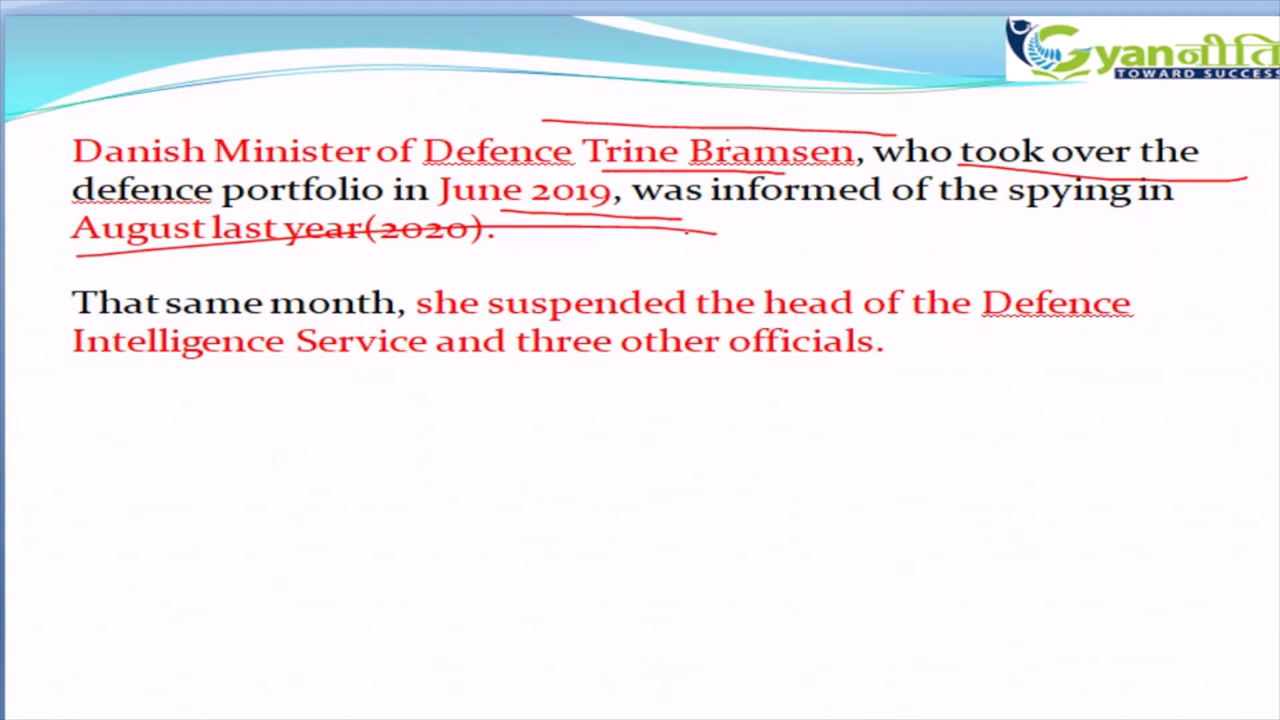 Gyanनीति
TOWARD SUCCESS
Danish Minister of Defence Trine Bramsen, who took over the
defence portfolio in June 2019, was informed of the spying in
August last year(2020).
That same month, she suspended the head of the Defence
Intelligence Service and three other officials.